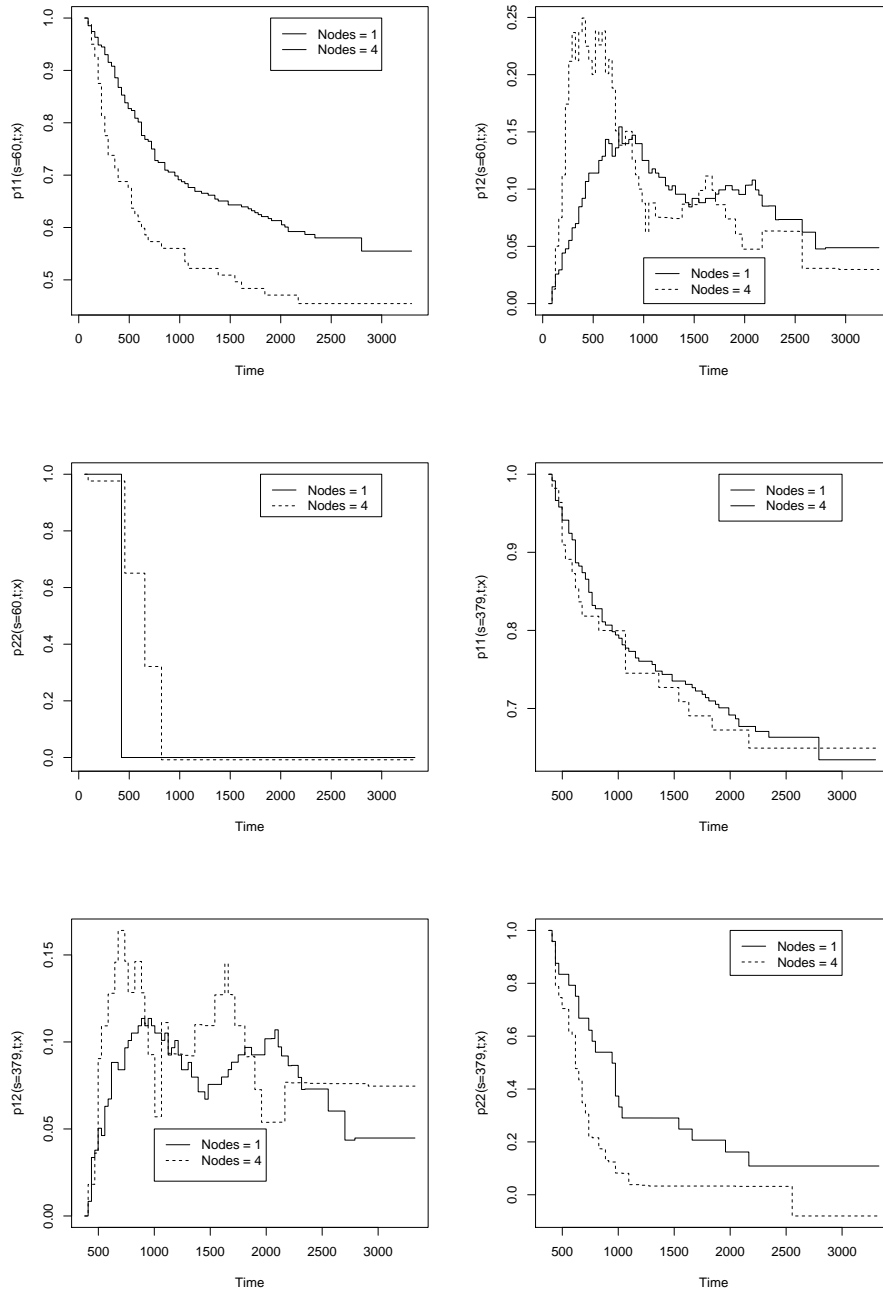 p11(s=60,t;x)
1.0
0.9
0.8
0.7
0.6
0.5
Nodes = 1
Nodes = 4
0 500 1000 1500 2000 2500 3000
Time
p12(s=60,t;x)
0.25
0.20
0.15
0.10
0.05
0.00
Nodes = 1
Nodes = 4
0 500 1000 1500 2000 2500 3000
Time
p22(s=60,t;x)
1.0
0.8
0.6
0.4
0.2
0.0
Nodes = 1
Nodes = 4
0 500 1000 1500 2000 2500 3000
Time
p11(s=379,t;x)
1.0
0.9
0.8
0.7
Nodes = 1
Nodes = 4
500 1000 1500 2000 2500 3000
Time
p12(s=379,t;x)
0.15
0.10
0.05
0.00
Nodes = 1
Nodes = 4
500 1000 1500 2000 2500 3000
Time
p22(s=379,t;x)
1.0
0.8
0.6
0.4
0.2
0.0
Nodes = 1
Nodes = 4
500 1000 1500 2000 2500 3000
Time